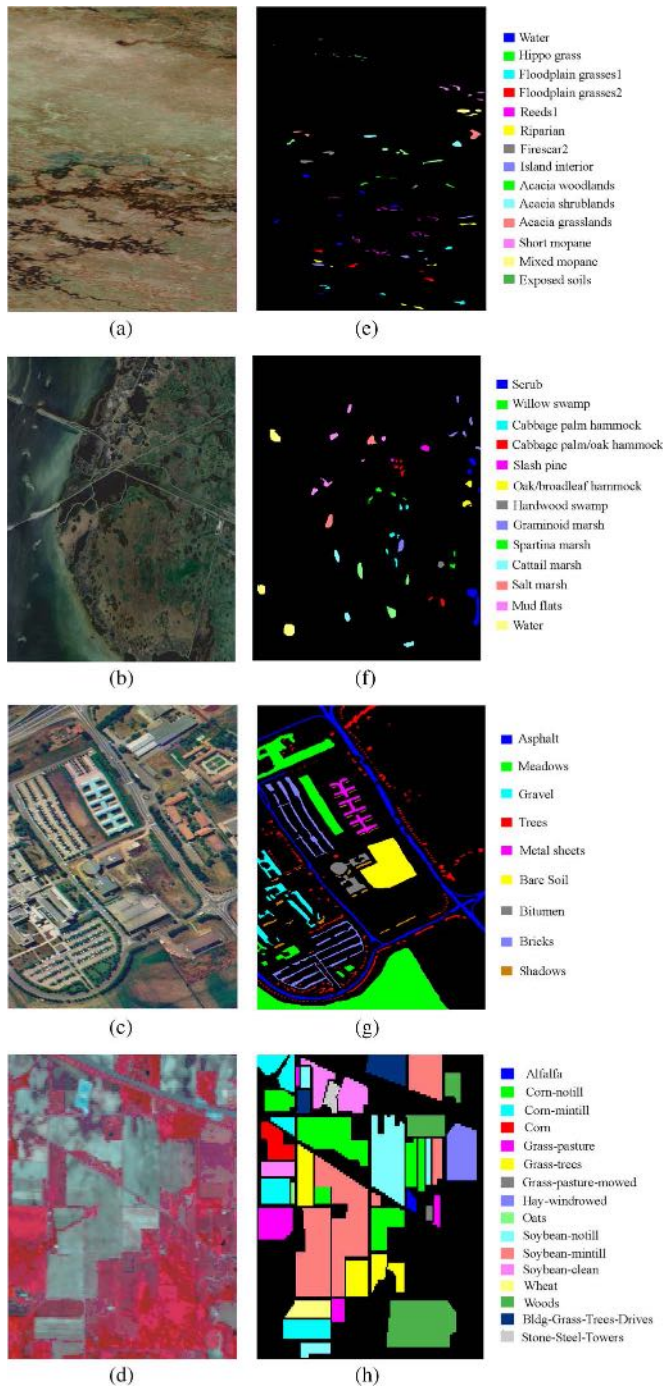 Water
Hippo grass
Floodplain grasses1
Floodplain grasses2
Reeds1
Riparian
Firescar2
Island interior
Acacia woodlands
Acacia shrublands
Acacia grasslands
Short mopane
Mixed mopane
Exposed soils
(a)
(e)
Scrub
Willow swamp
Cabbage palm hammock
Cabbage palm/oak hammock
Slash pine
Oak/broadleaf hammock
Hardwood swamp
Graminoid marsh
Spartina marsh
Cattail marsh
Salt marsh
Mud flats
Water
(b)
(f)
Asphalt
Meadows
Gravel
Trees
Metal sheets
Bare Soil
Bitumen
Bricks
Shadows
(c)
(g)
Alfalfa
Corn-notill
Corn-mintill
Corn
Grass-pasture
Grass-trees
Grass-pasture-mowed
Hay-windrowed
Oats
Soybean-notill
Soybean-mintill
Soybean-clean
Wheat
Woods
Bldg-Grass-Trees-Drives
Stone-Steel-Towers
(d)
(h)